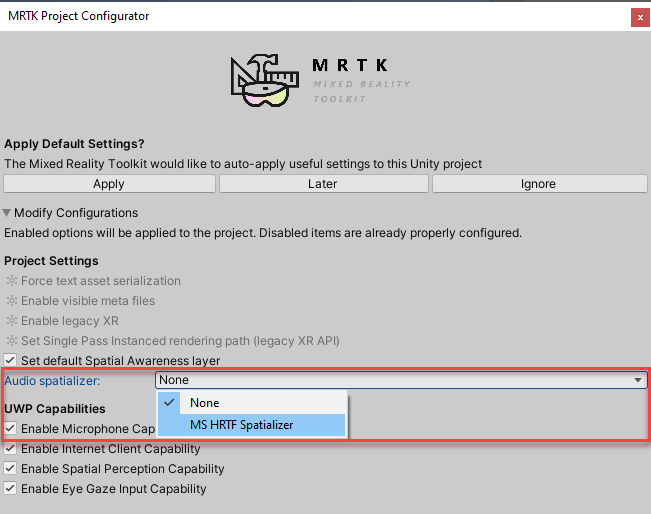 MRTK Project Configurator
x
MRTK
MIXED REALITY
TOOLKIT
Apply Default Settings?
The Mixed Reality Toolkit would like to auto-apply useful settings to this Unity project
Apply Later Ignore
Modify Configurations
Enabled options will be applied to the project. Disabled items are already properly configured.
Project Settings
Force text asset serialization
Enable visible meta files
Enable legacy XR
Set Single Pass Instanced rendering path (legacy XR API)
Set default Spatial Awareness layer
Audio spatializer: None
None
UWP Capabilities
MS HRTF Spatializer
Enable Microphone Cap
Enable Internet Client Capability
Enable Spatial Perception Capability
Enable Eye Gaze Input Capability